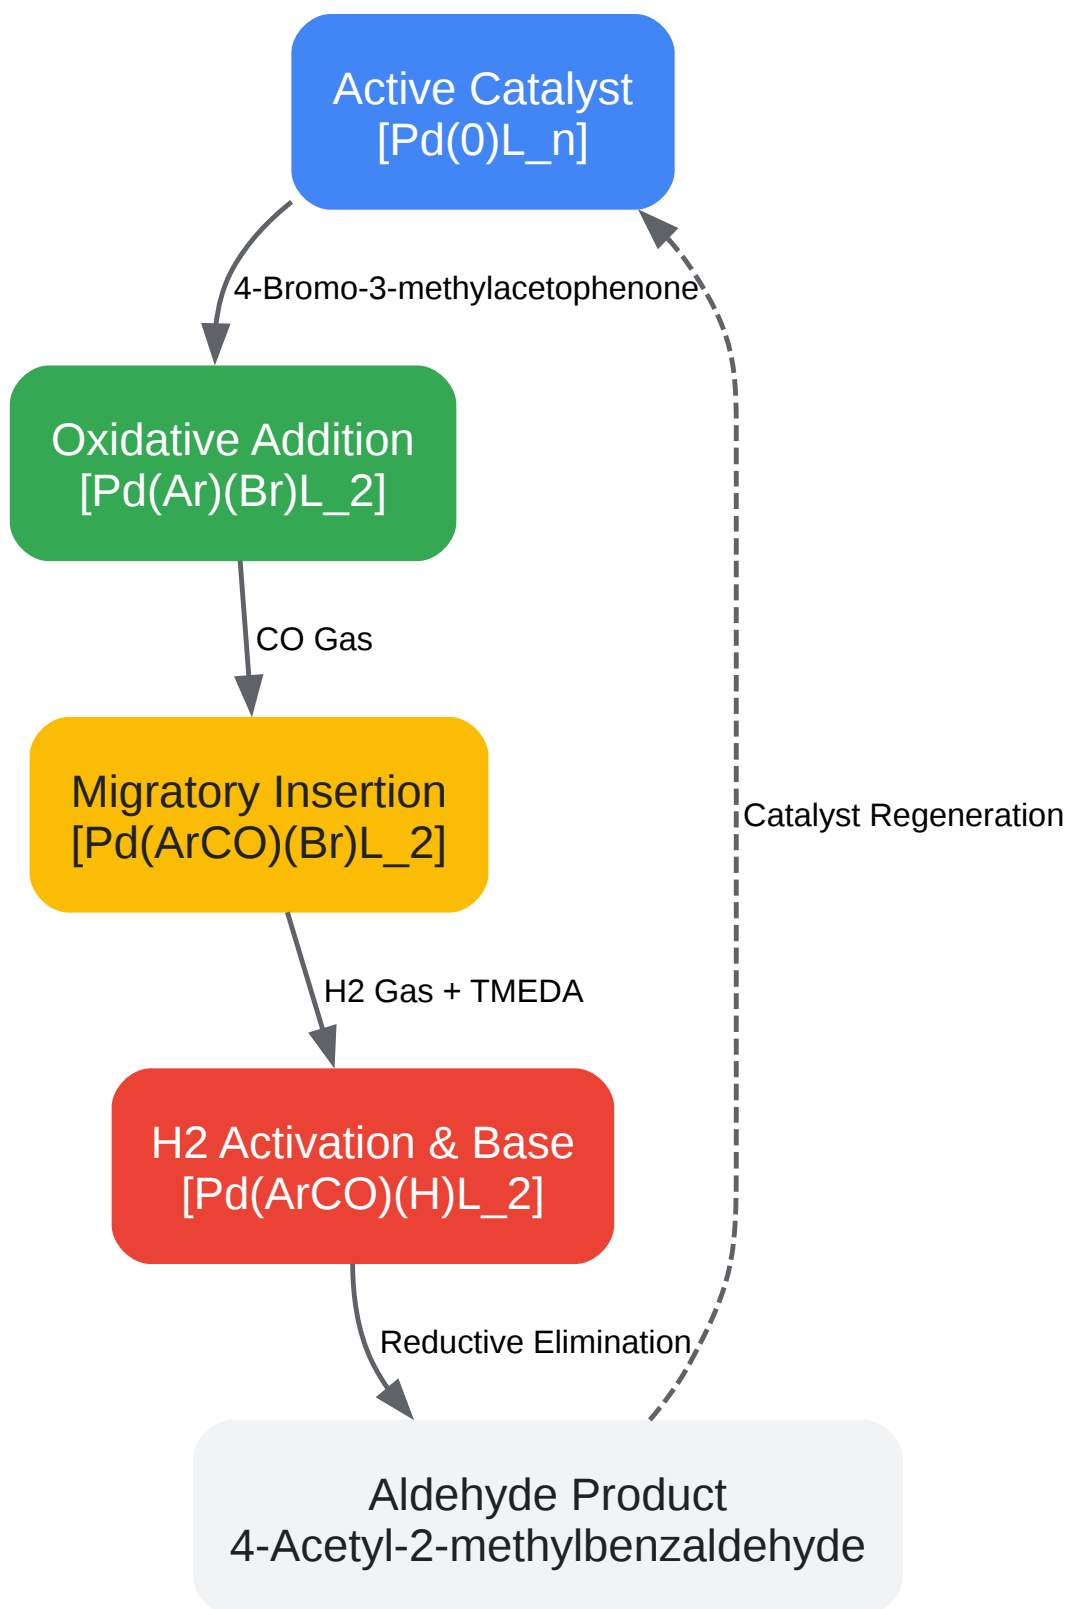 Active Catalyst
[Pd(0)L_n]
4-Bromo-3-methylacetophenone
Oxidative Addition
[Pd(Ar)(Br)L_2]
CO Gas
Migratory Insertion
[Pd(ArCO)(Br)L_2]
Catalyst Regeneration
H2 Gas + TMEDA
H2 Activation & Base
[Pd(ArCO)(H)L_2]
Reductive Elimination
Aldehyde Product
4-Acetyl-2-methylbenzaldehyde